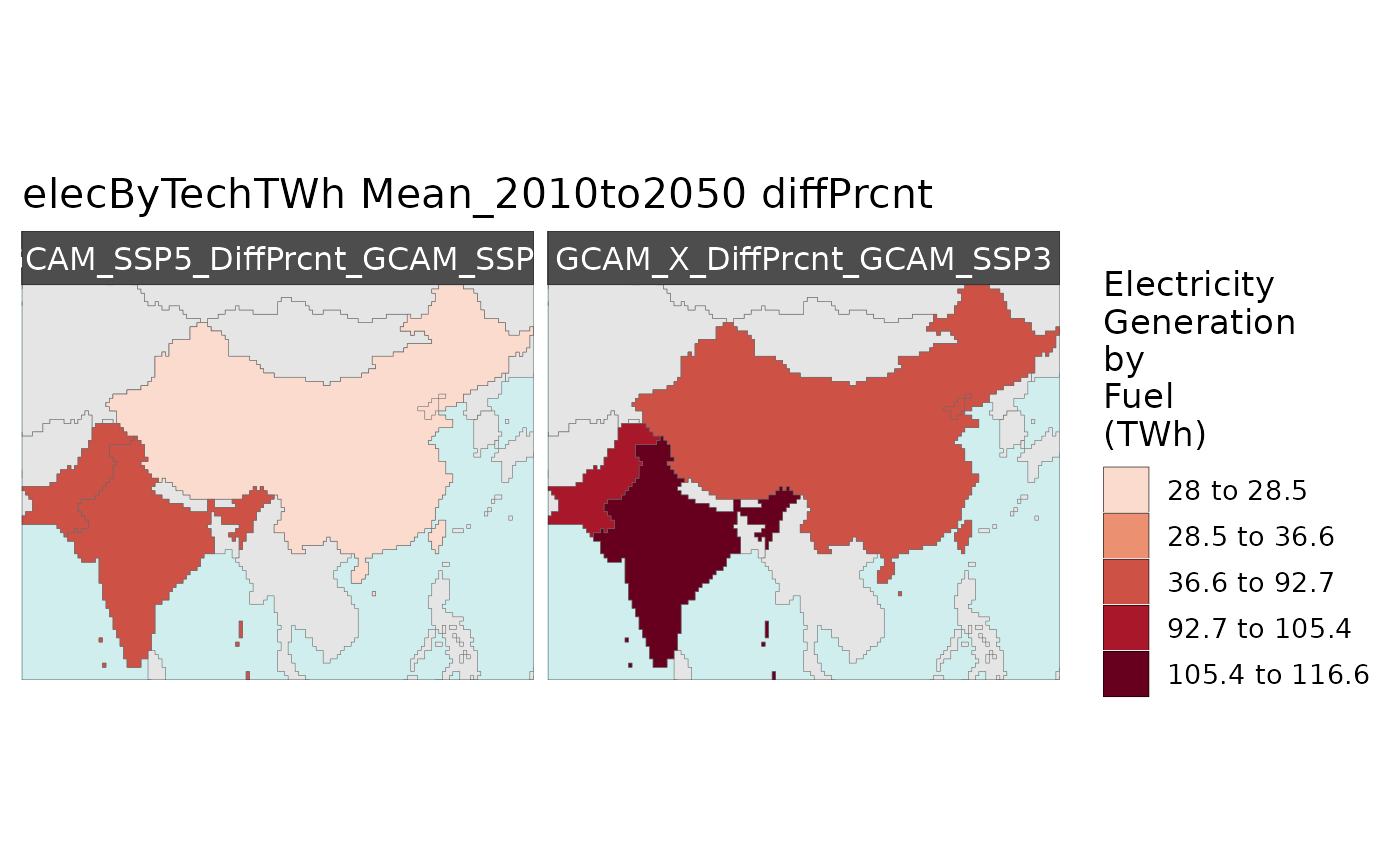 elecByTechTWh Mean_2010to2050 diffPrcnt
GCAM_SSP5_DiffPrcnt_GCAM_SSP
GCAM_X_DiffPrcnt_GCAM_SSP3
Electricity
Generation
by
Fuel
(TWh)
28 to 28.5
28.5 to 36.6
36.6 to 92.7
92.7 to 105.4
105.4 to 116.6